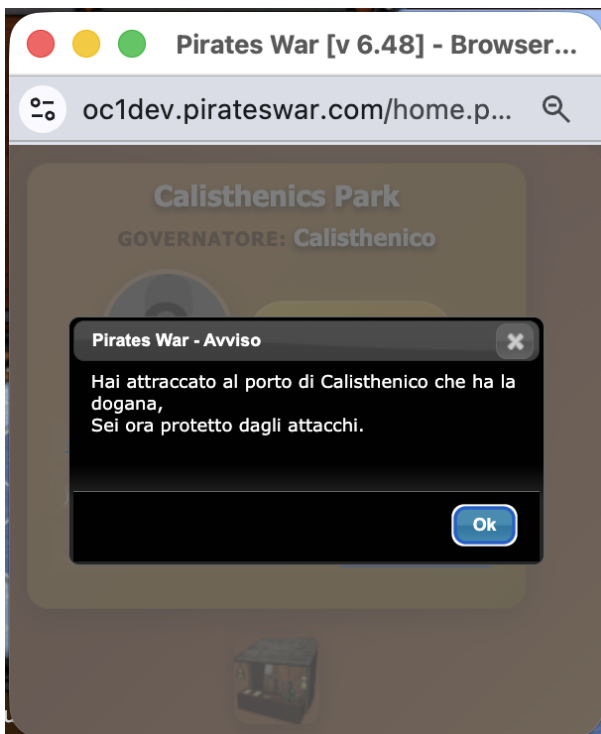 Pirates War [v 6.48] - Browser...
oc1dev.pirateswar.com/home.p...
Calisthenics Park
GOVERNATORE: Calisthenico
Pirates War - Avviso
Hai attraccato al porto di Calisthenico che ha la
dogana,
Sei ora protetto dagli attacchi.
Ok